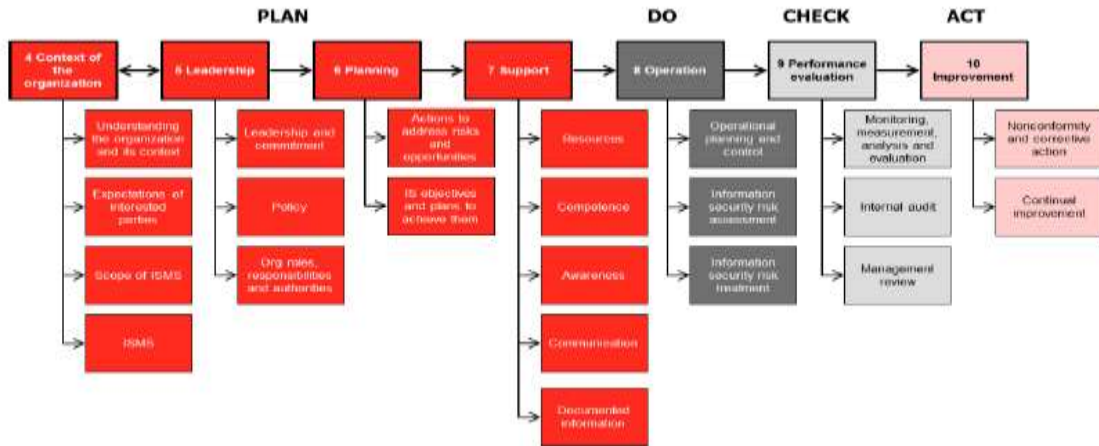 PLAN
DO
CHECK
ACT
4 Context of
the
organization
5 Leadership
6 Planning
7 Support
8 Operation
9 Performance
evaluation
10
Improvement
Understanding
the organization
and its context
Expectations of
interested
parties
Scope of ISMS
ISMS
Leadership and
commitment
Policy
Org roles,
responsibilities
and authorities
Actions to
address risks
and
opportunities
IS objectives
and plans to
achieve them
Resources
Competence
Awareness
Communication
Documented
information
Operational
planning and
control
Information
security risk
assessment
Information
security risk
treatment
Monitoring,
measurement,
analysis and
evaluation
Internal audit
Management
review
Nonconformity
and corrective
action
Continual
improvement